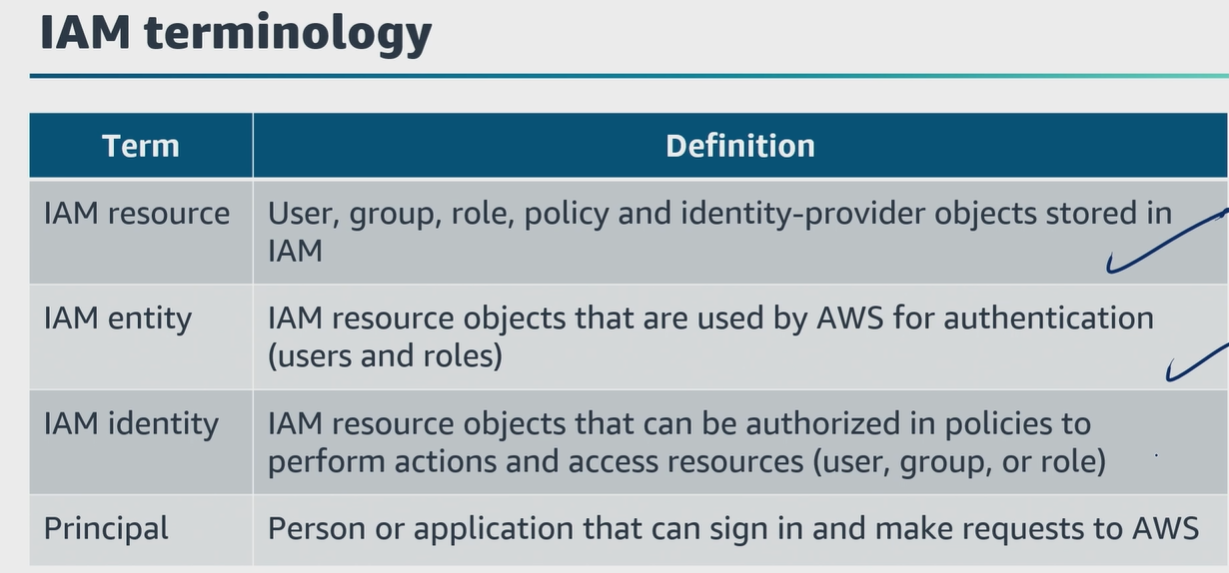 IAM terminology
Term Definition
IAM resource User, group, role, policy and identity-provider objects stored in
IAM
IAM entity IAM resource objects that are used by AWS for authentication
(users and roles)
IAM identity IAM resource objects that can be authorized in policies to
perform actions and access resources (user, group, or role)
Principal Person or application that can sign in and make requests to AWS